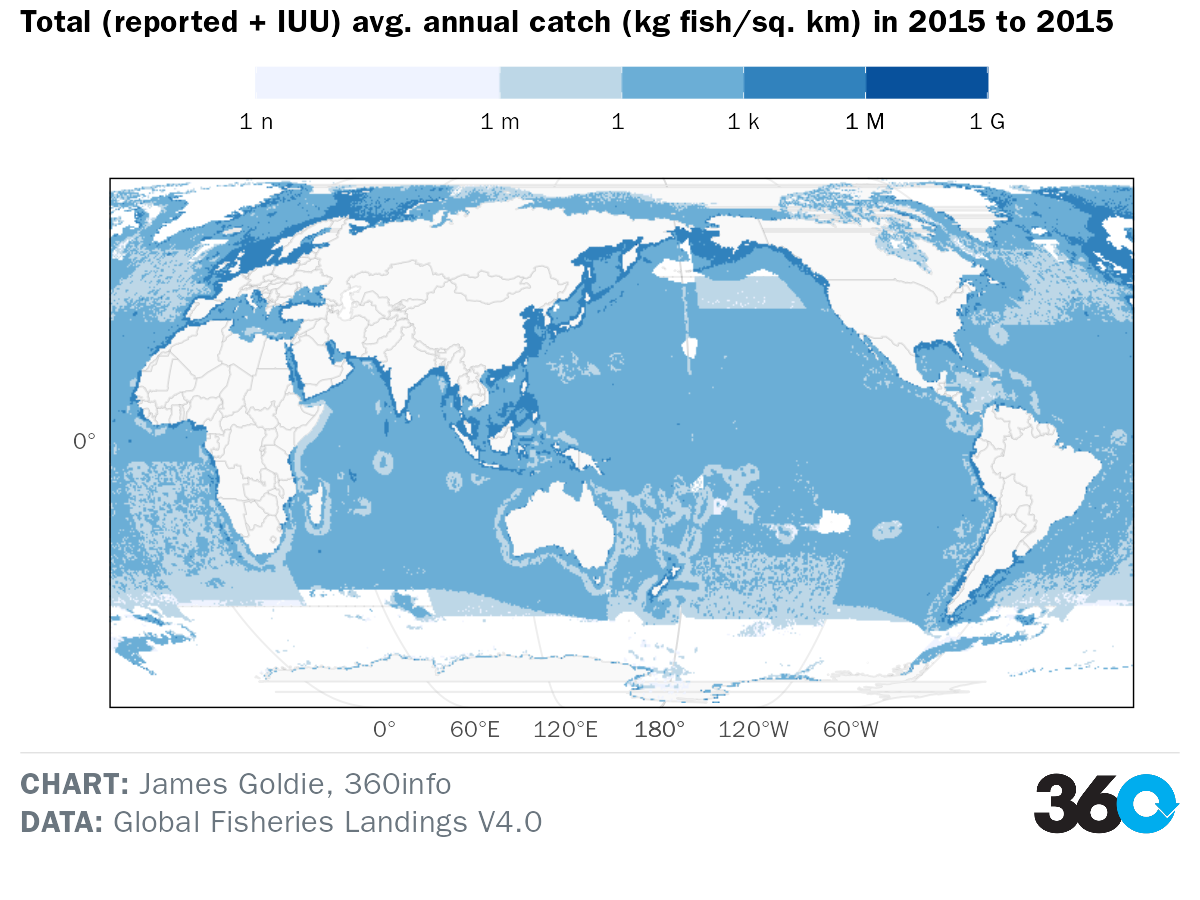 Total (reported + IUU) avg. annual catch (kg fish/sq. km) in 2015 to 2015
1 n 1 m 1 1 k 1 M 1 G
0°
0° 60°E 120°E 180° 120°W 60°W
CHART: James Goldie, 360info
DATA: Global Fisheries Landings V4.0
360